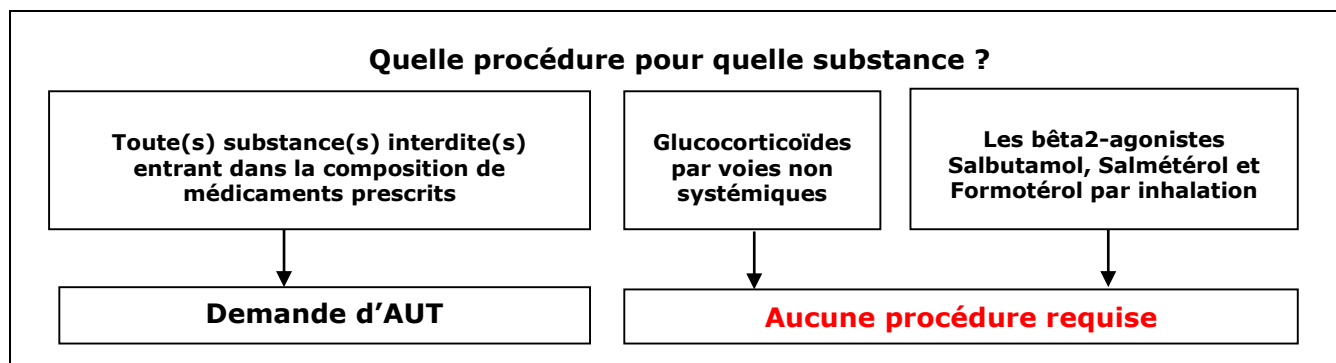 Quelle procédure pour quelle substance ?
Toute(s) substance(s) interdite(s)
entrant dans la composition de
médicaments prescrits
Glucocorticoïdes
par voies non
systémiques
Les bêta2-agonistes
Salbutamol, Salmétérol et
Formotérol par inhalation
Demande d’AUT
Aucune procédure requise